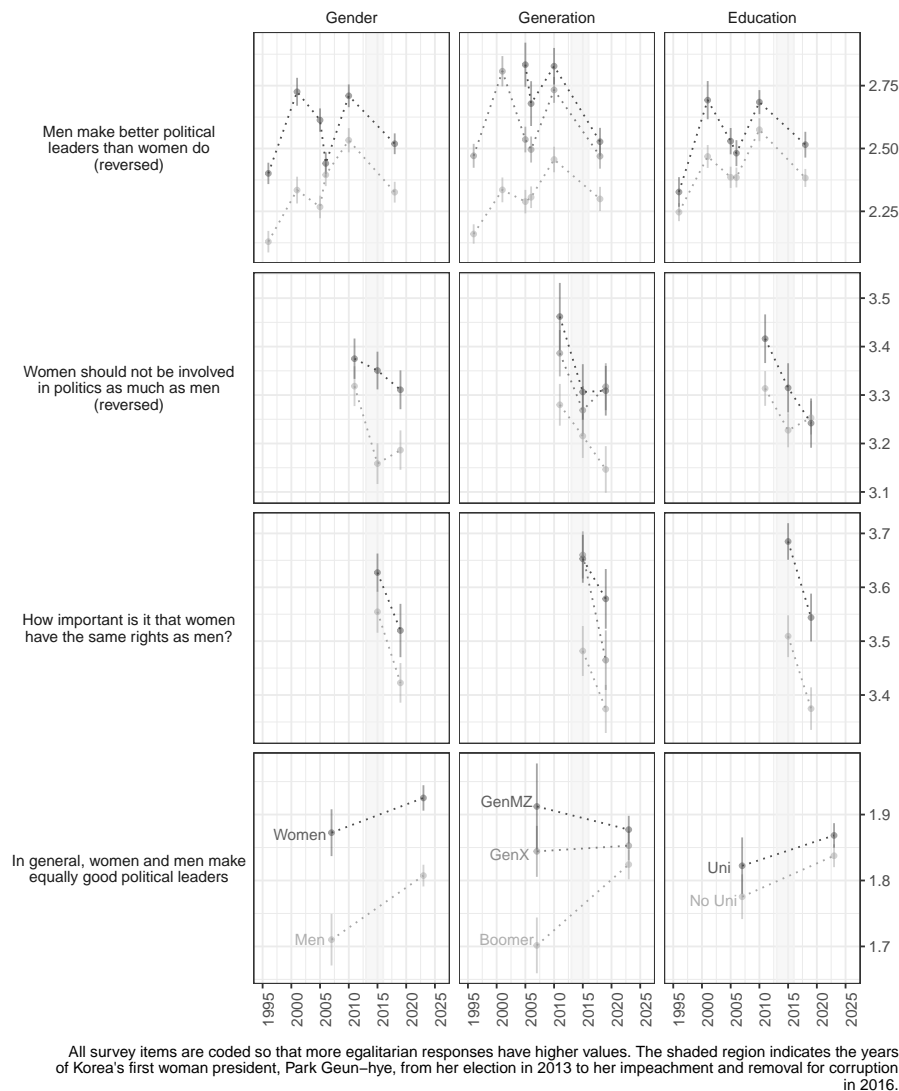 Gender Generation Education
Men make better political
leaders than women do
(reversed)
2.75
2.50
2.25
Women should not be involved
in politics as much as men
(reversed)
3.5
3.4
3.3
3.2
3.1
How important is it that women
have the same rights as men?
3.7
3.6
3.5
3.4
In general, women and men make
equally good political leaders
Women
Men
GenMZ
GenX
Boomer
Uni
No Uni
1.9
1.8
1.7
1995 2000 2005 2010 2015 2020 2025 1995 2000 2005 2010 2015 2020 2025 1995 2000 2005 2010 2015 2020 2025
All survey items are coded so that more egalitarian responses have higher values. The shaded region indicates the years
of Korea's first woman president, Park Geun−hye, from her election in 2013 to her impeachment and removal for corruption
in 2016.